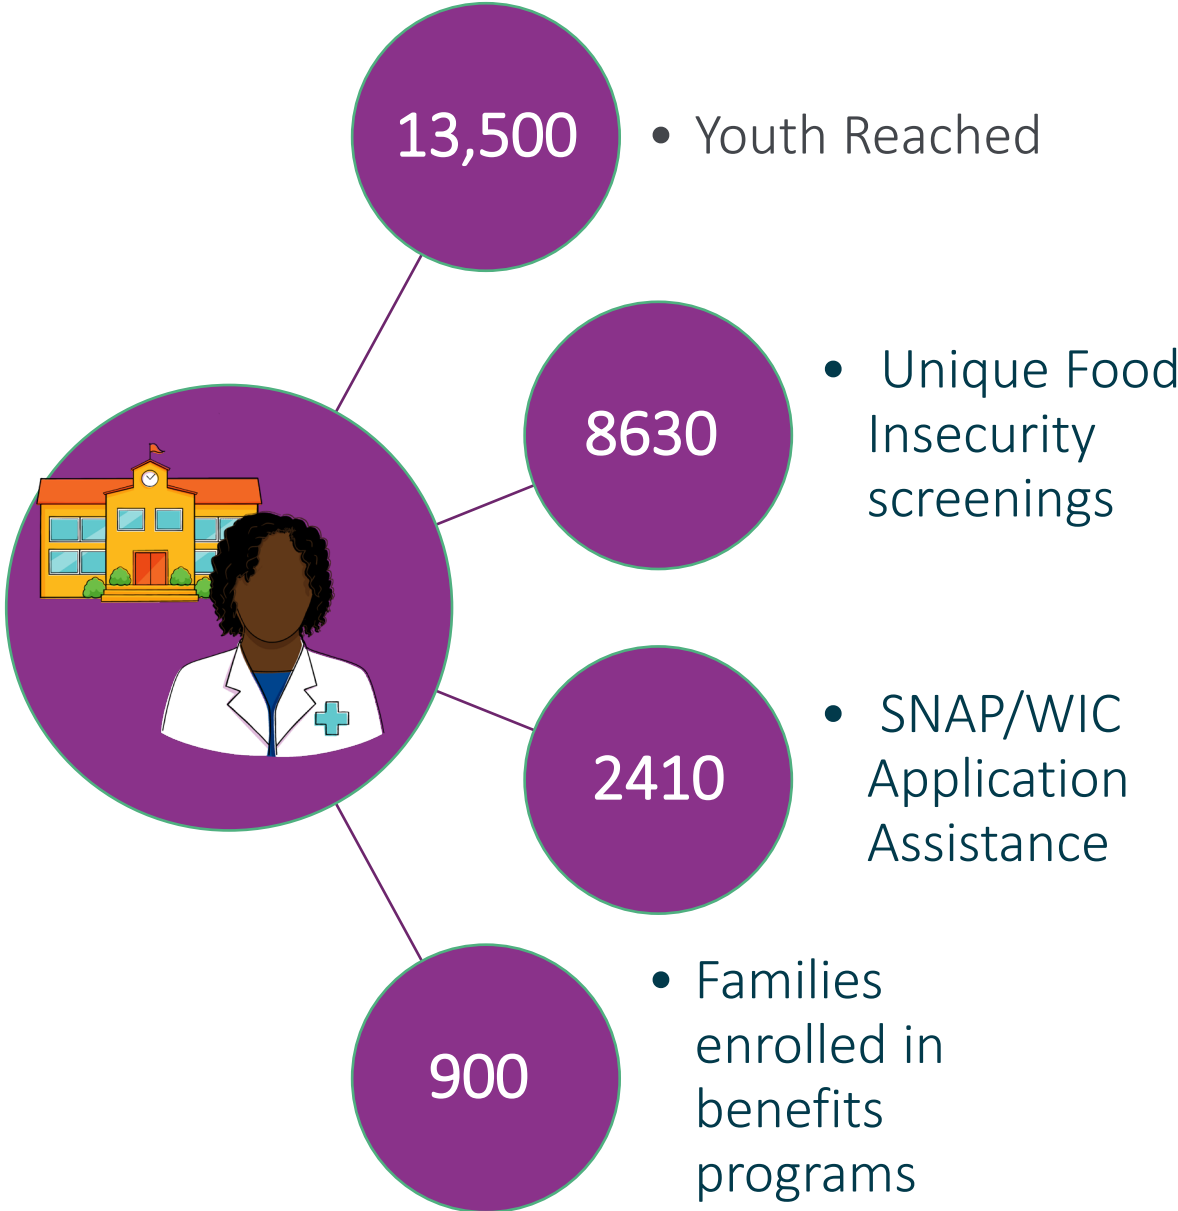 13,500
• Youth Reached
8630
• Unique Food
Insecurity
screenings
2410
• SNAP/WIC
Application
Assistance
900
• Families
enrolled in
benefits
programs